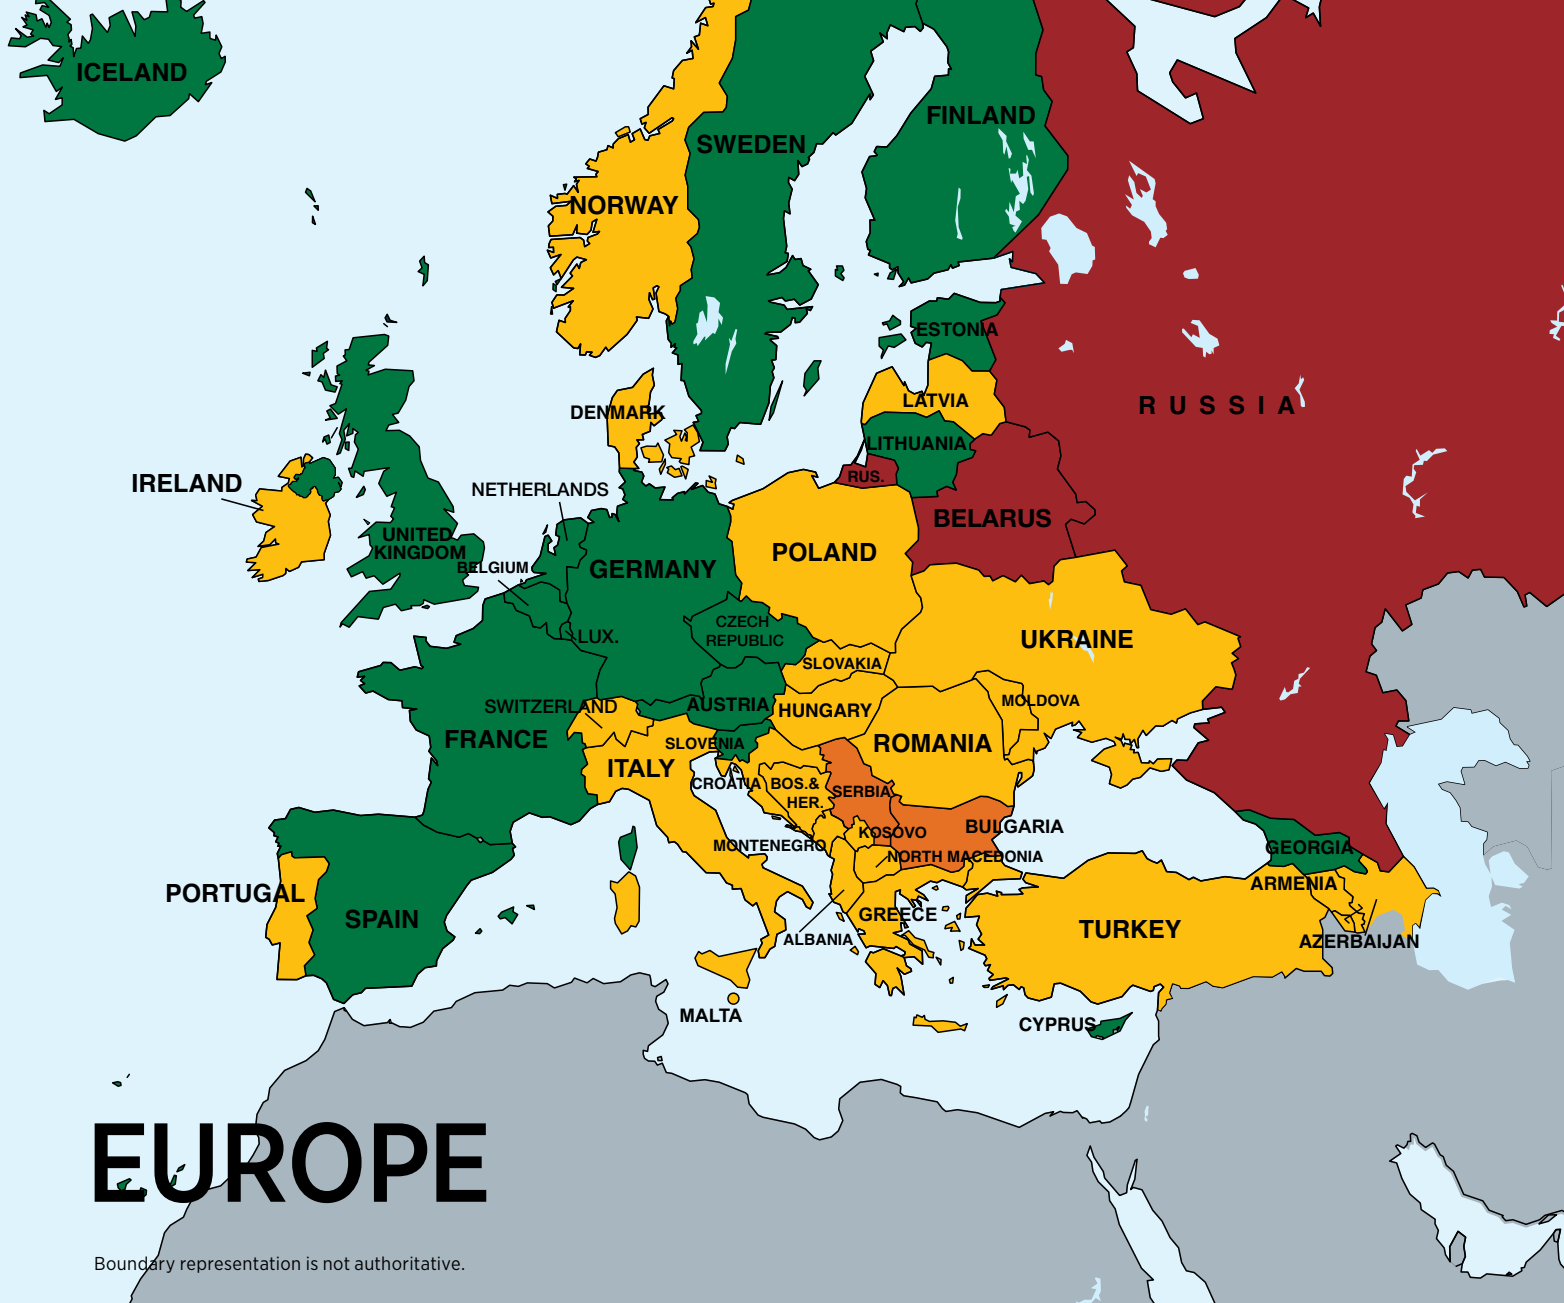 ICELAND
FINLAND
SWEDEN
NORWAY
ESTONIA
RUSSIA
LATVIA
DENMARK
LITHUANIA
RUS.
IRELAND
NETHERLANDS
BELARUS
UNITED
KINGDOM
POLAND
BELGIUM
GERMANY
CZECH
REPUBLIC
LUX.
UKRAINE
SLOVAKIA
MOLDOVA
SWITZERLAND
AUSTRIA
HUNGARY
FRANCE
SLOVENIA
ROMANIA
ITALY
CROATIA
BOS.&
HER.
SERBIA
KOSOVO
BULGARIA
MONTENEGRO
GEORGIA
NORTH MACEDONIA
ARMENIA
PORTUGAL
SPAIN
GREECE
TURKEY
ALBANIA
AZERBAIJAN
MALTA
CYPRUS
EUROPE
Boundary representation is not authoritative.